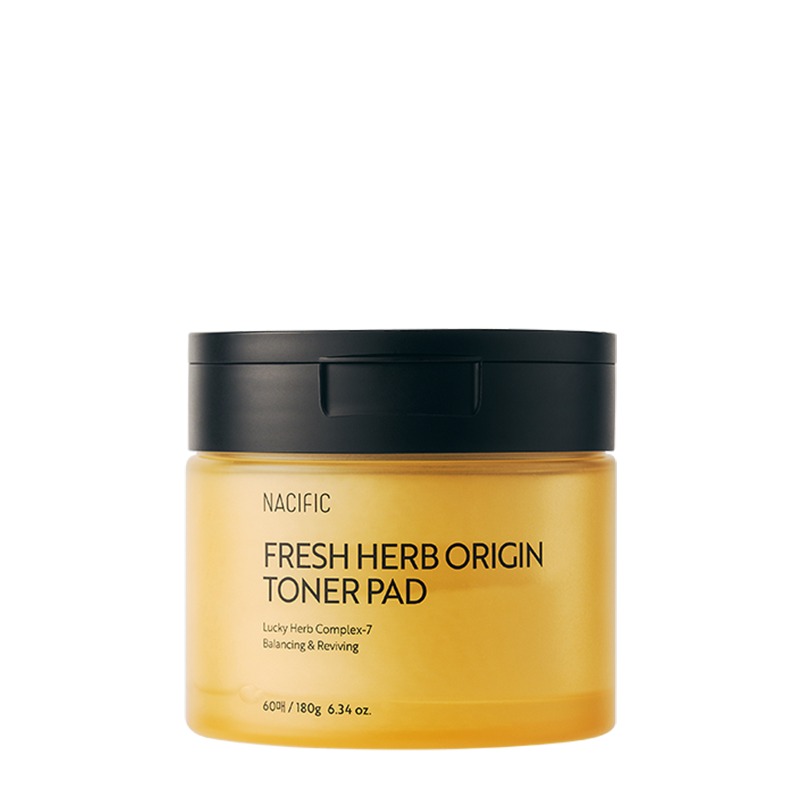 NACIFIC
FRESH HERB ORIGIN
TONER PAD
Lucky Herb Complex-7
Balancing & Reviving
60매 / 180g 6.34 oz.